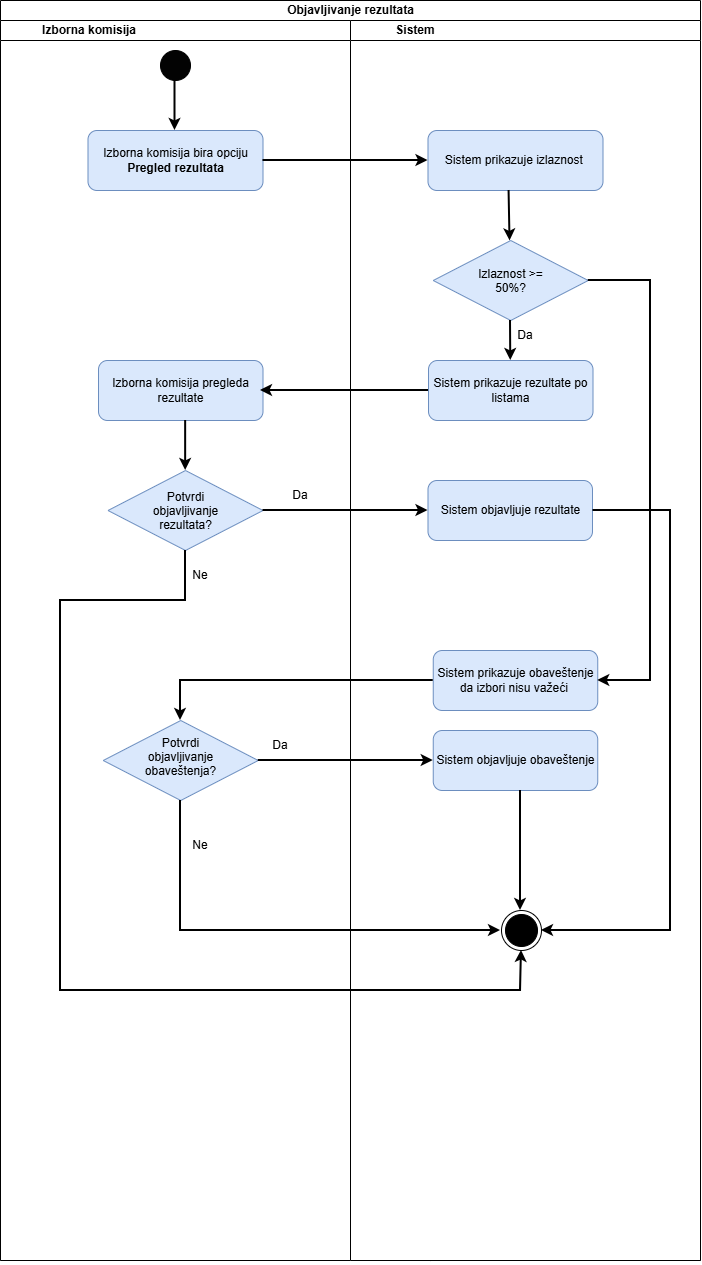 Objavljivanje rezultata
Izborna komisija
Sistem
Izborna komisija bira opciju
Pregled rezultata
Sistem prikazuje izlaznost
Izlaznost >=
50%?
Da
Izborna komisija pregleda
rezultate
Sistem prikazuje rezultate po
listama
Potvrdi
objavljivanje
rezultata?
Da
Sistem objavljuje rezultate
Ne
Sistem prikazuje obaveštenje
da izbori nisu važeći
Potvrdi
objavljivanje
obaveštenja?
Da
Sistem objavljuje obaveštenje
Ne